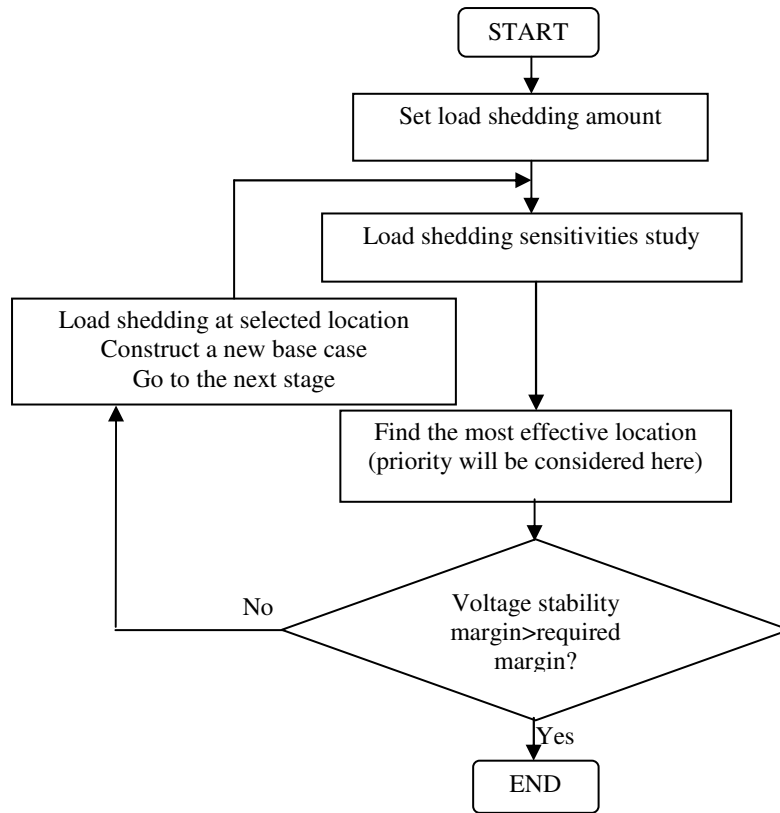 START
Set load shedding amount
Load shedding sensitivities study
Load shedding at selected location
Construct a new base case
Go to the next stage
Find the most effective location
(priority will be considered here)
No
Voltage stability
margin>required
margin?
Yes
END